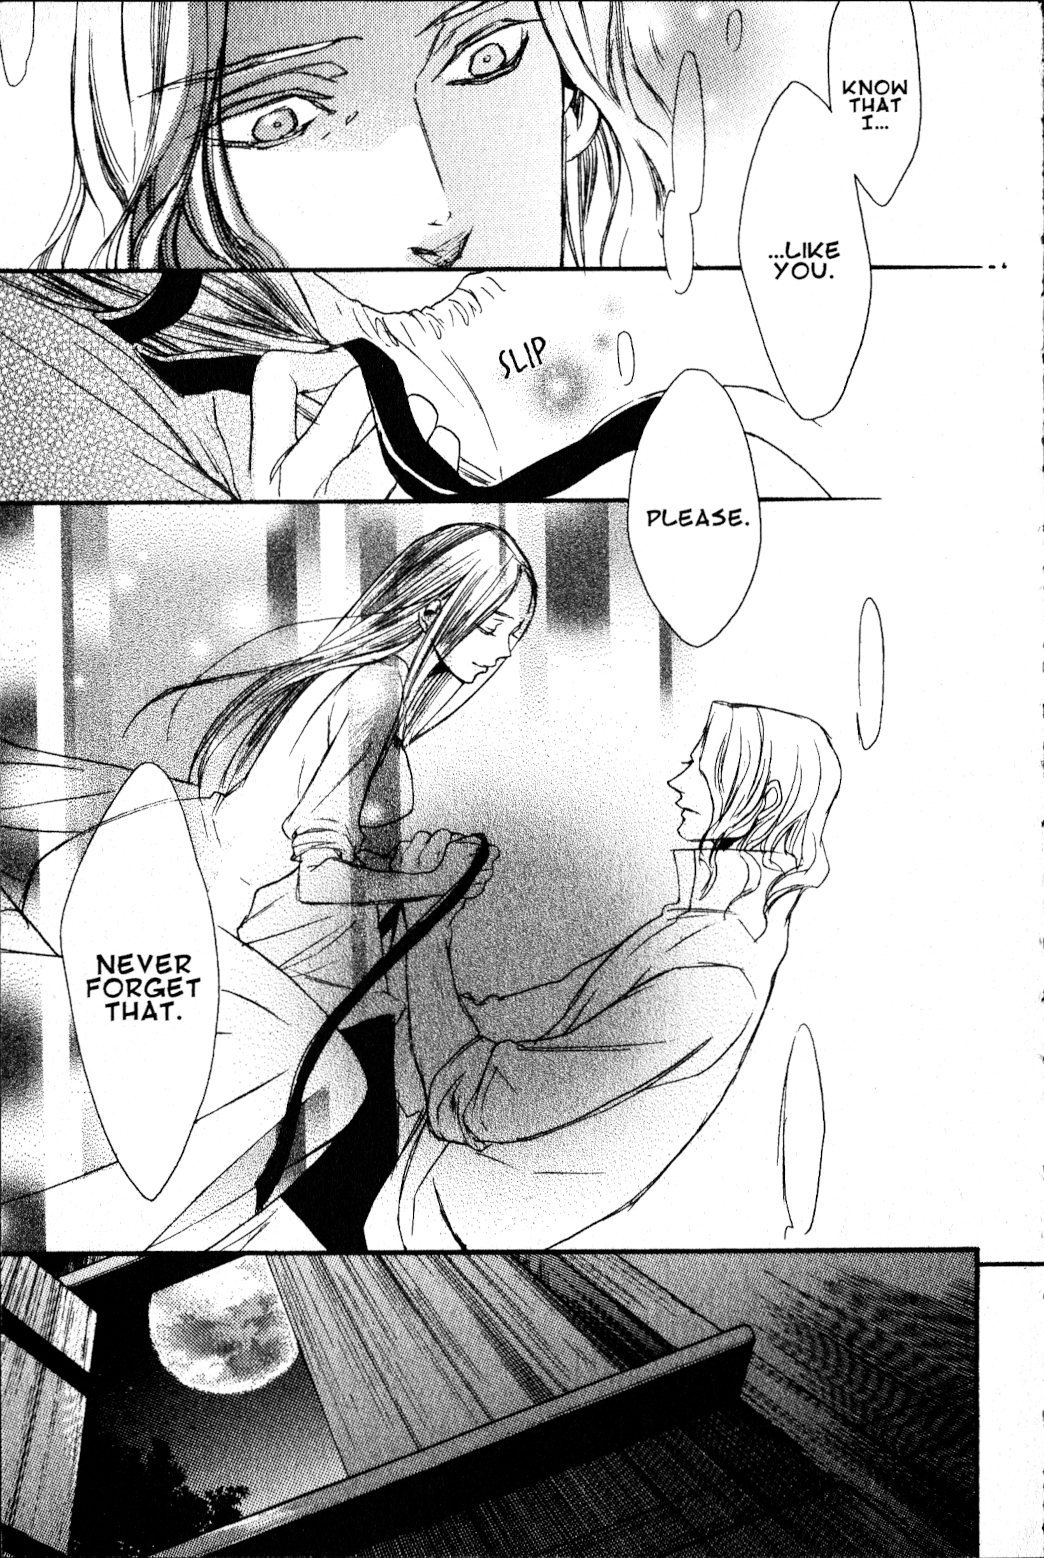 KNOW
THAT
I...
...LIKE
YOU.
SLIP
PLEASE.
NEVER
FORGET
THAT.